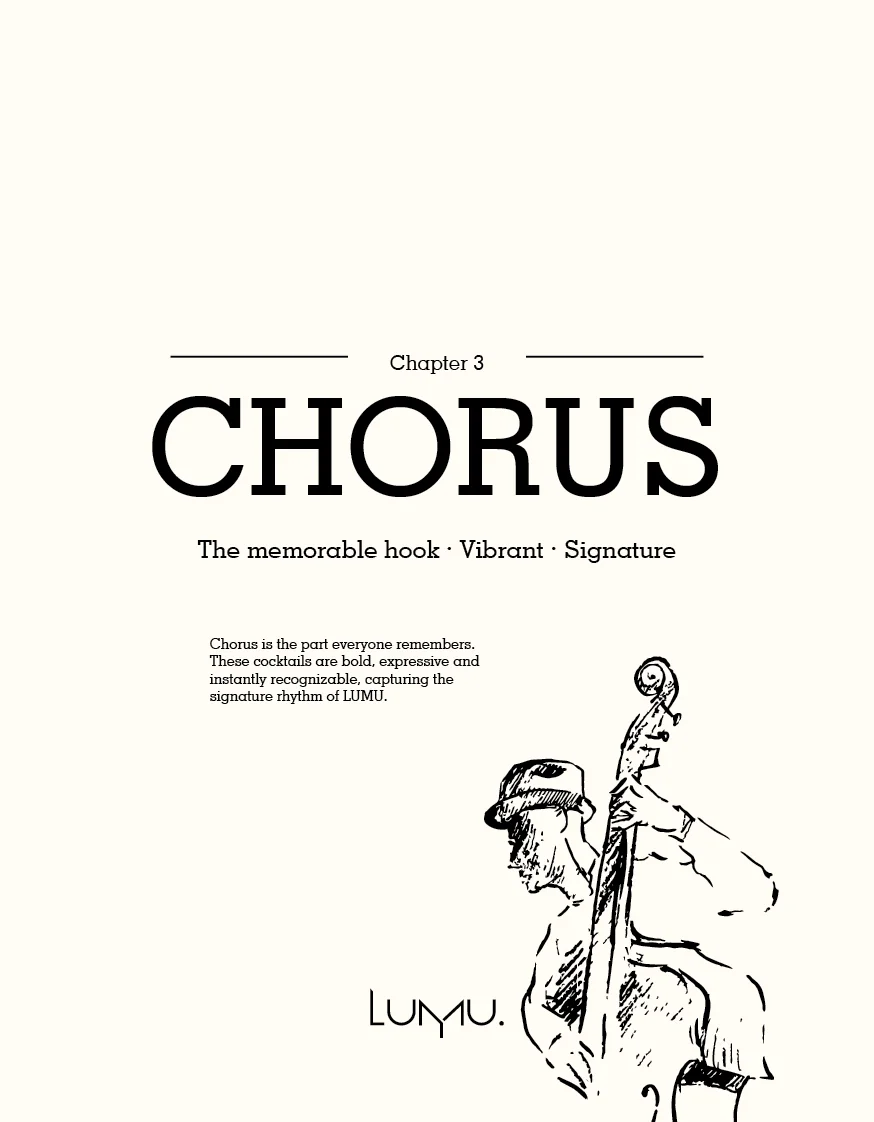 Chapter 3
CHORUS
The memorable hook · Vibrant · Signature
Chorus is the part everyone remembers.
These cocktails are bold, expressive and
instantly recognizable, capturing the
signature rhythm of LUMU.
LUMU.